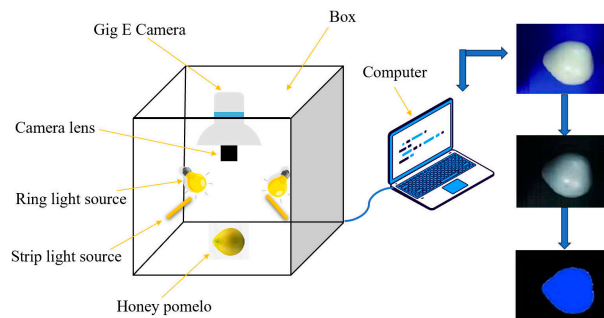 Gig E Camera
Box
Computer
Camera lens
Ring light source
Strip light source
Honey pomelo